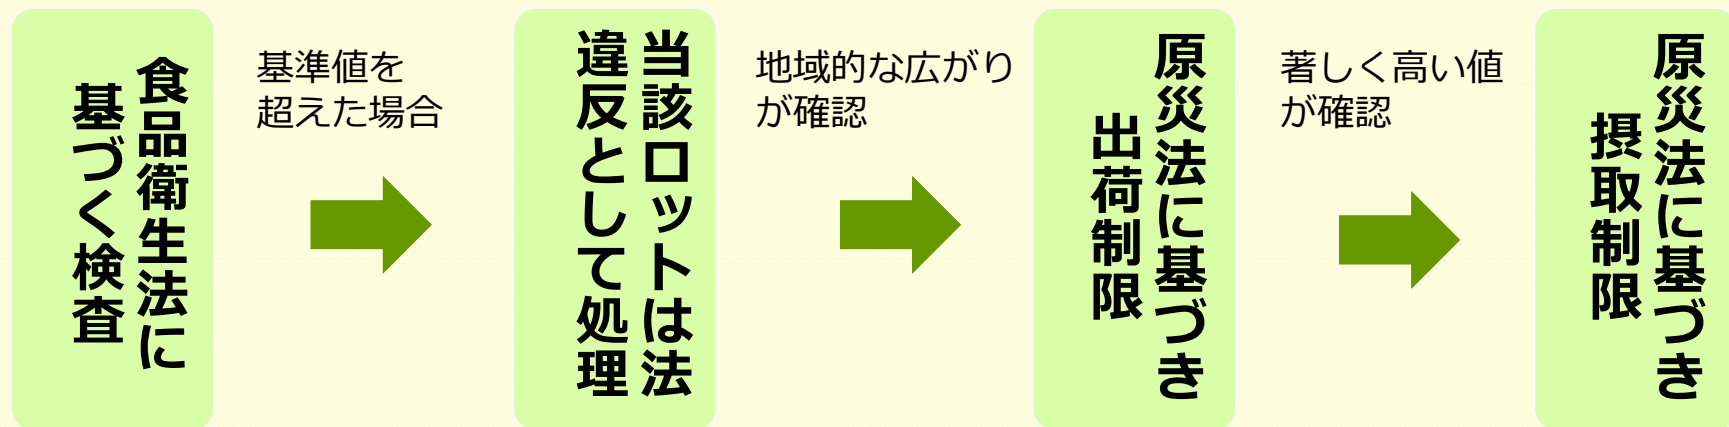 食品衛生法に
基づく検査
基準値を
超えた場合
当該ロットは法
違反として処理
地域的な広がり
が確認
原災法に基づき
出荷制限
著しく高い値
が確認
原災法に基づき
摂取制限